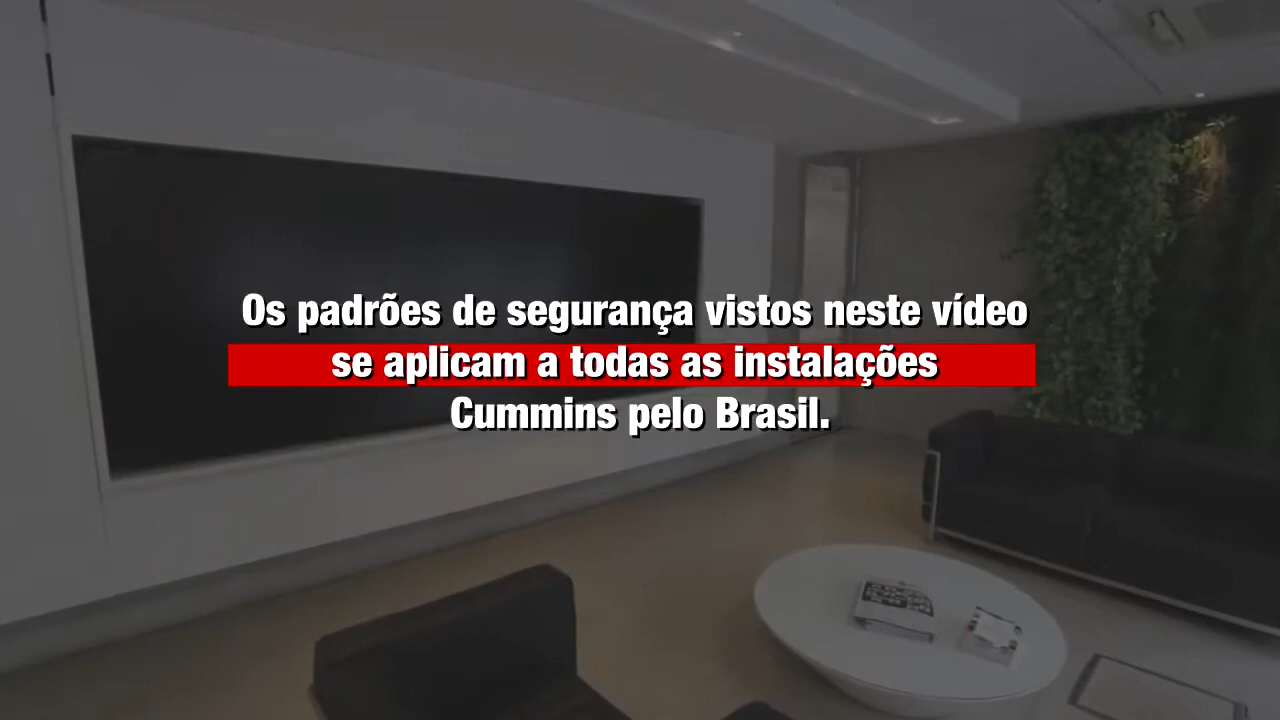 Os padrões de segurança vistos neste vídeo
se aplicam a todas as instalações
Cummins pelo Brasil.